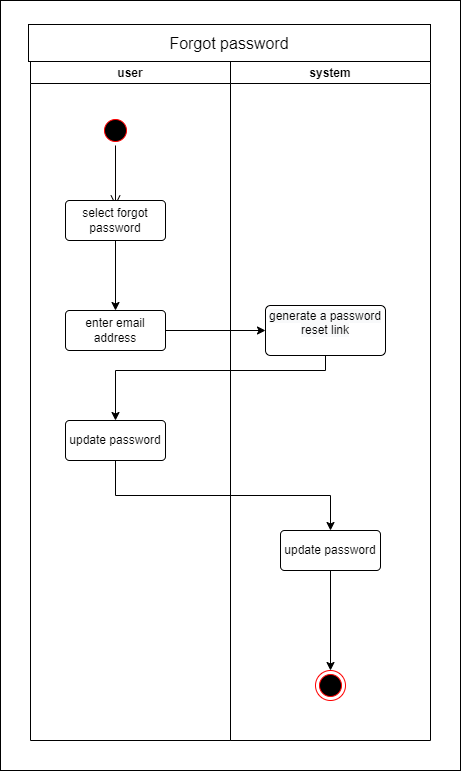 Forgot password
user
system
select forgot
password
enter email
address
generate a password
reset link
update password
update password